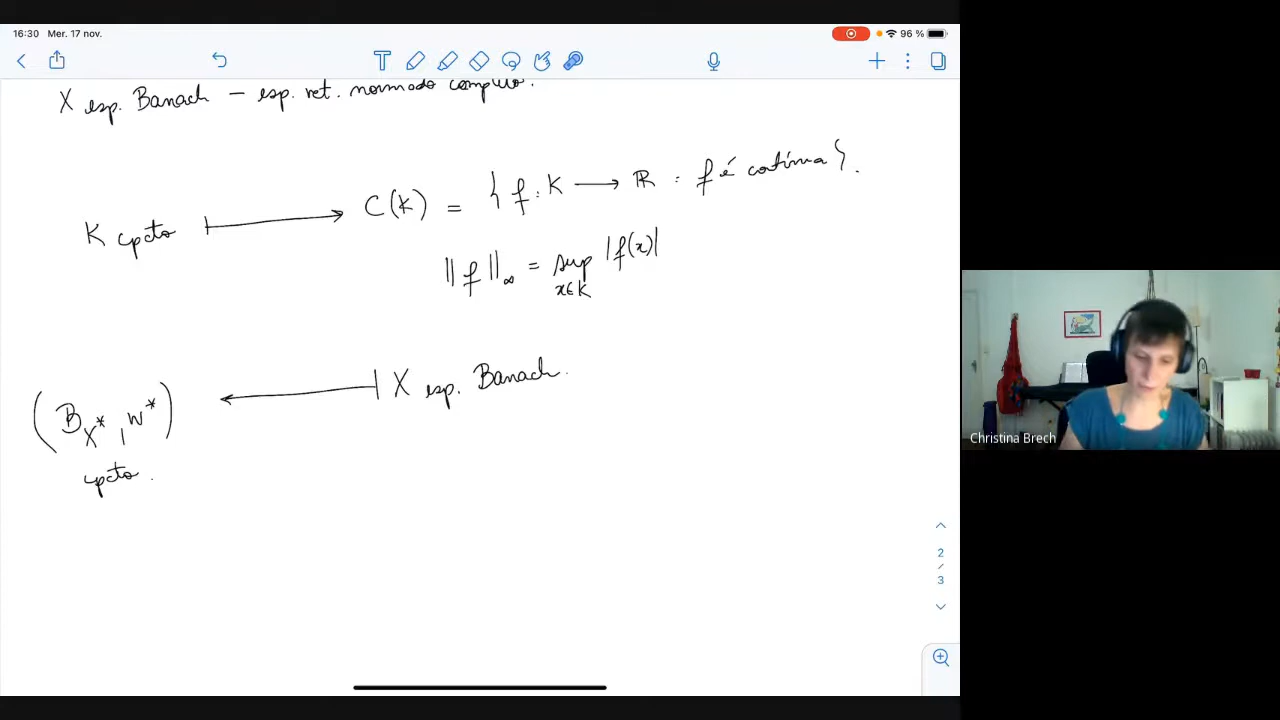 16:30 Mer. 17 nov. 96 %
X esp. Banach – esp. vet. normado completo.
K cpcto ⟼ C(K) = { f : K → ℝ : f é contínua }.
‖f‖∞ = sup |f(x)|
x∈K
(B_X*, w*) ⟻ X esp. Banach.
cpcto.
Christina Brech
2
/
3